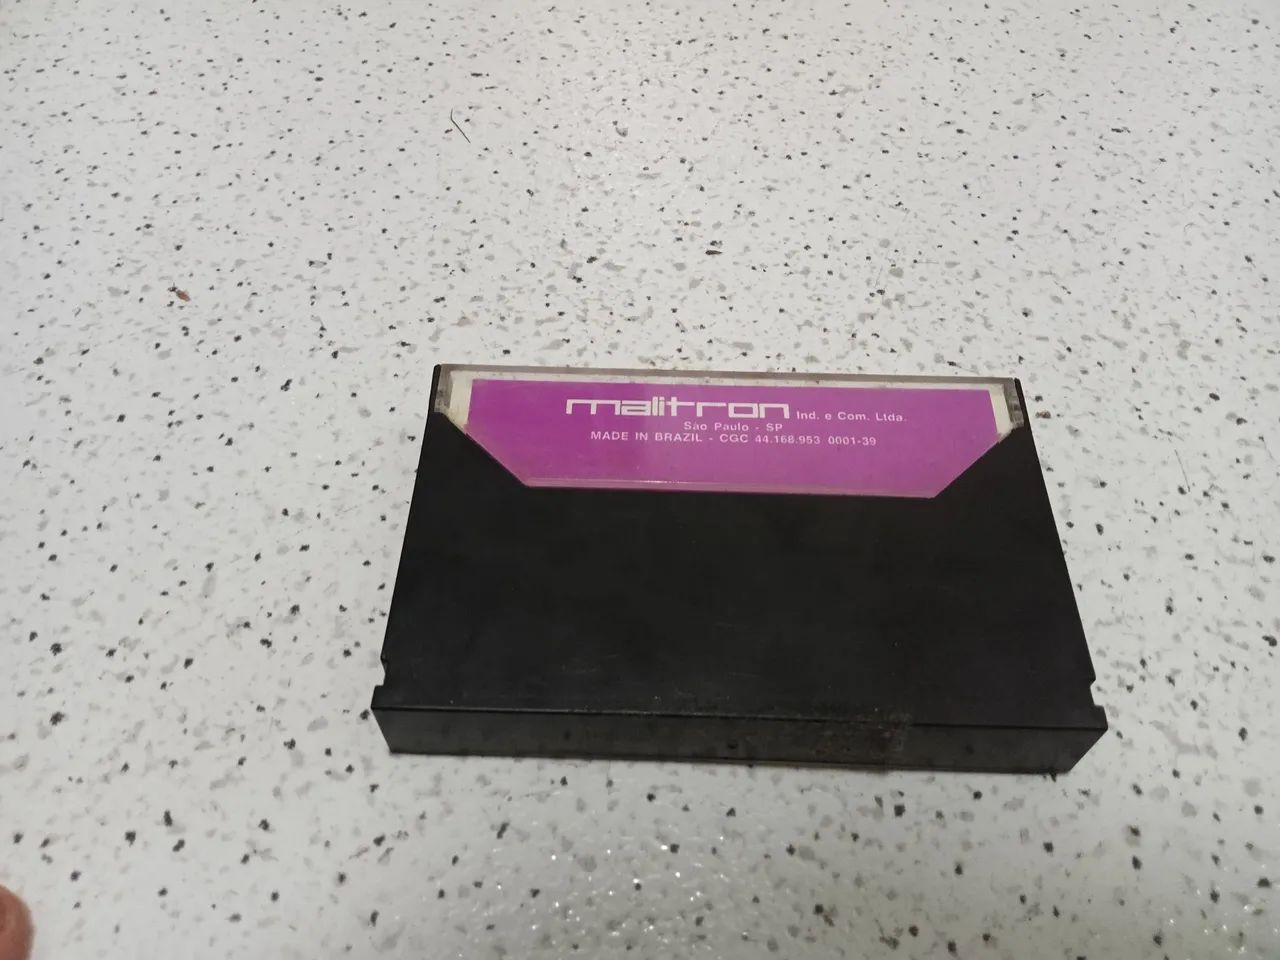 malitron Ind. e Com. Ltda.
São Paulo - SP
MADE IN BRAZIL - CGC 44.168.953 0001-39